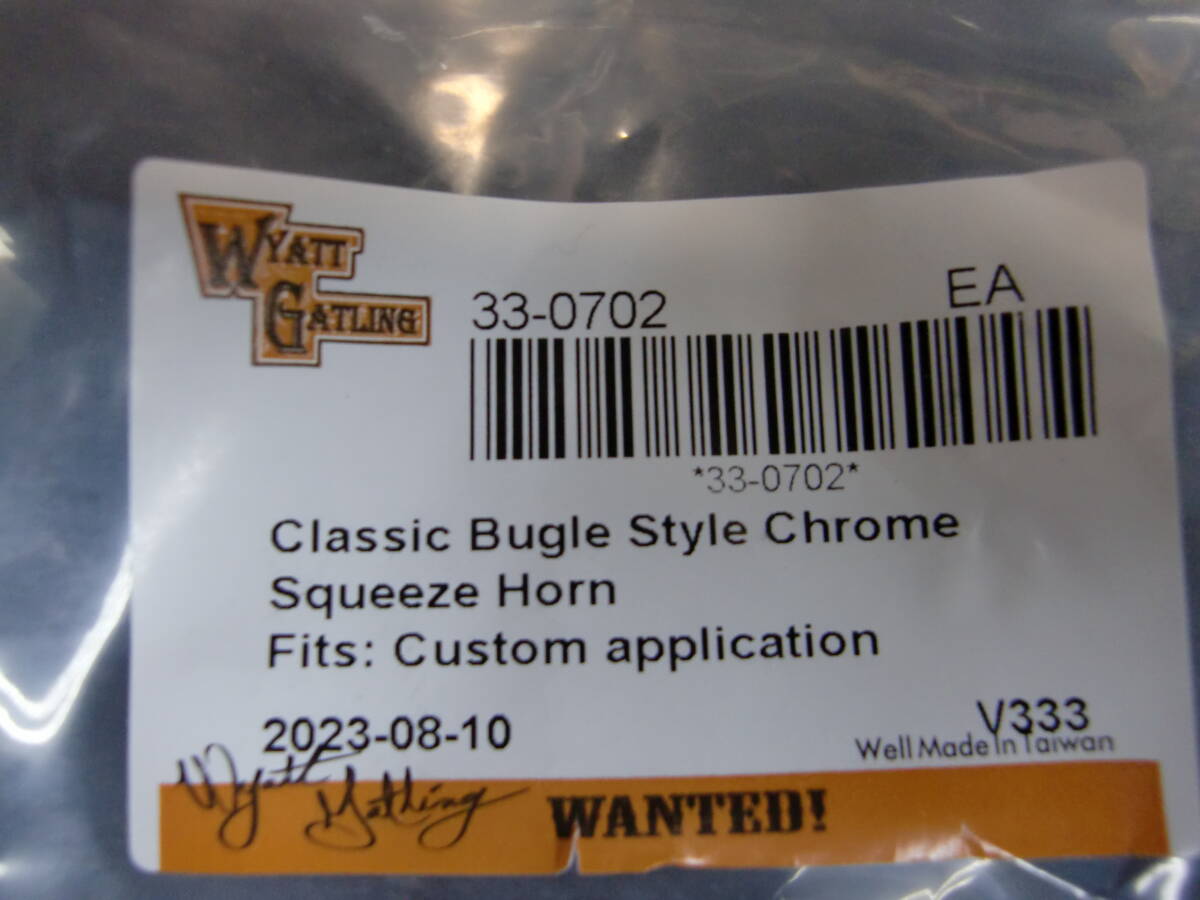 WYATT
GATLING
33-0702
EA
*33-0702*
Classic Bugle Style Chrome
Squeeze Horn
Fits: Custom application
2023-08-10
V333
Well Made In Taiwan
Wyatt Gatling
WANTED!